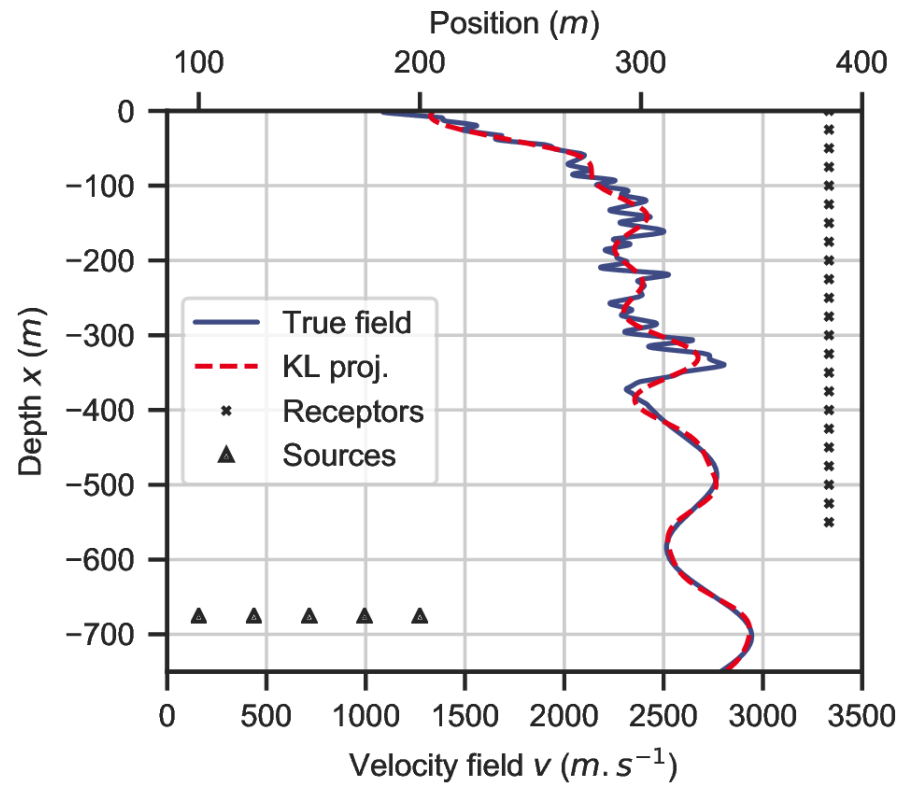 Position (m)
100 200 300 400
0
−100
−200
−300
−400
−500
−600
−700
Depth x (m)
True field
KL proj.
Receptors
Sources
0 500 1000 1500 2000 2500 3000 3500
Velocity field v (m.s⁻¹)